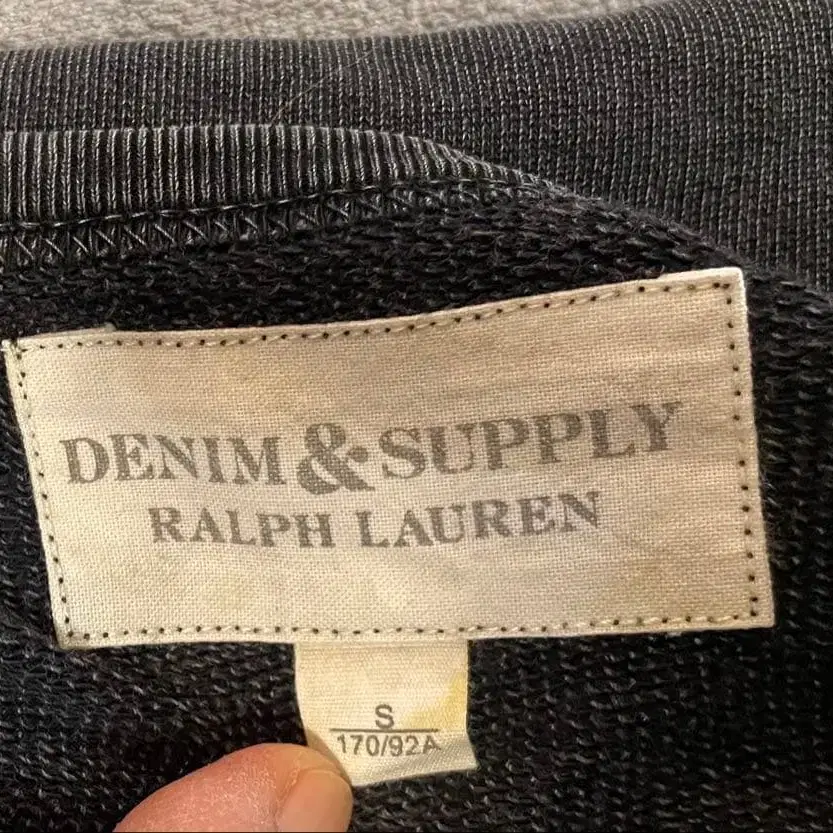 DENIM & SUPPLY
RALPH LAUREN
S
170/92A